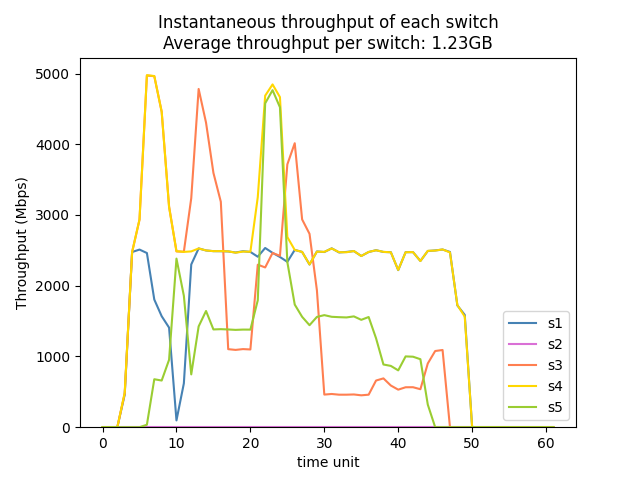 Instantaneous throughput of each switch
Average throughput per switch: 1.23GB
Throughput (Mbps)
5000
4000
3000
2000
1000
0
0 10 20 30 40 50 60
time unit
s1
s2
s3
s4
s5